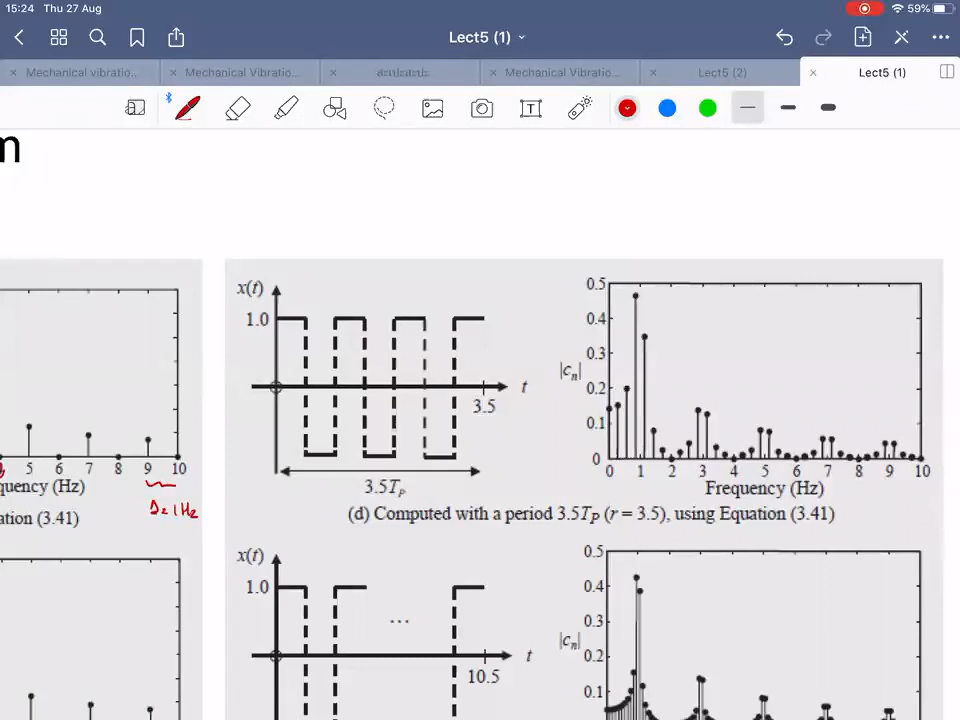 15:24 Thu 27 Aug
59%
Lect5 (1)
Mechanical vibratio...
Mechanical Vibratio...
Mechanical Vibratio...
Lect5 (2)
Lect5 (1)
T
m
x(t)
1.0
t
3.5
3.5Tₚ
0.5
0.4
0.3
|cₙ|
0.2
0.1
0
0 1 2 3 4 5 6 7 8 9 10
Frequency (Hz)
5 6 7 8 9 10
quency (Hz)
Δ=1Hz
ation (3.41)
(d) Computed with a period 3.5Tₚ (r = 3.5), using Equation (3.41)
x(t)
1.0
...
t
10.5
0.5
0.4
0.3
|cₙ|
0.2
0.1